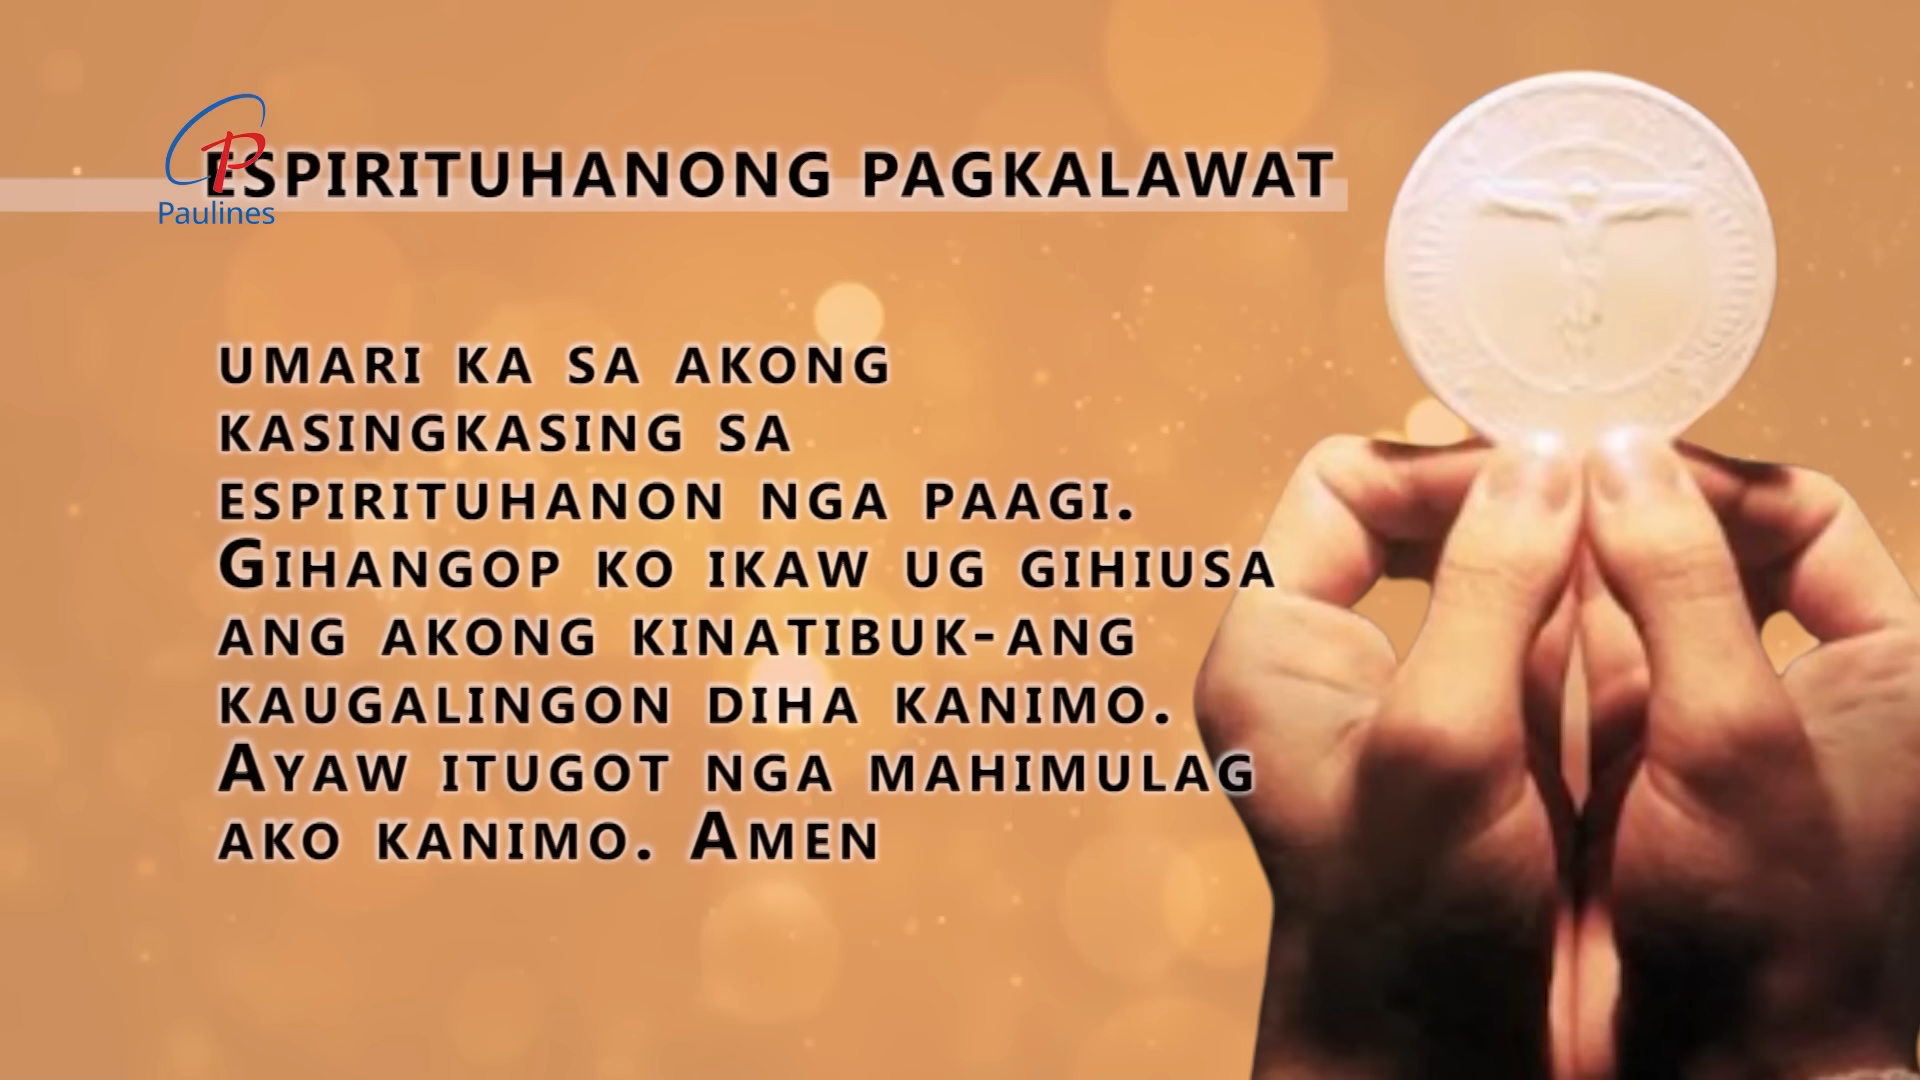 ESPIRITUHANONG PAGKALAWAT
Paulines
UMARI KA SA AKONG
KASINGKASING SA
ESPIRITUHANON NGA PAAGI.
GIHANGOP KO IKAW UG GIHIUSA
ANG AKONG KINATIBUK-ANG
KAUGALINGON DIHA KANIMO.
AYAW ITUGOT NGA MAHIMULAG
AKO KANIMO. AMEN